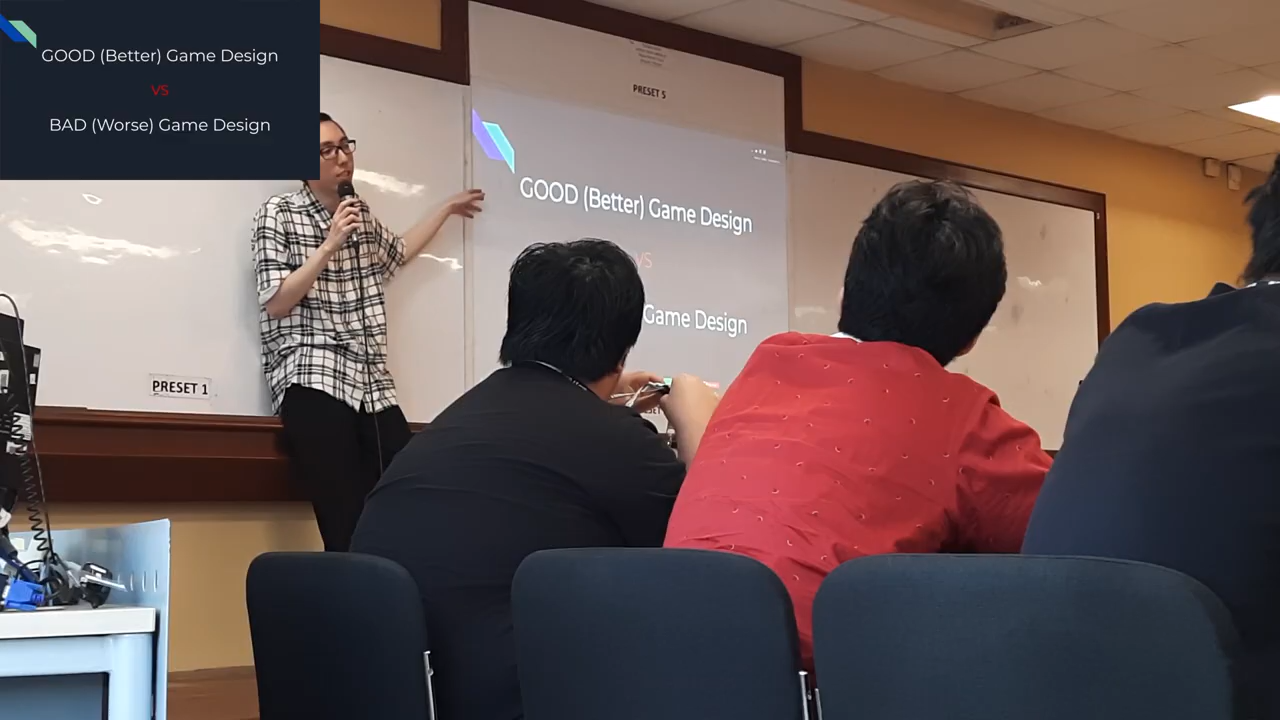 GOOD (Better) Game Design
VS
BAD (Worse) Game Design
PRESET 5
GOOD (Better) Game Design
VS
Game Design
PRESET 1